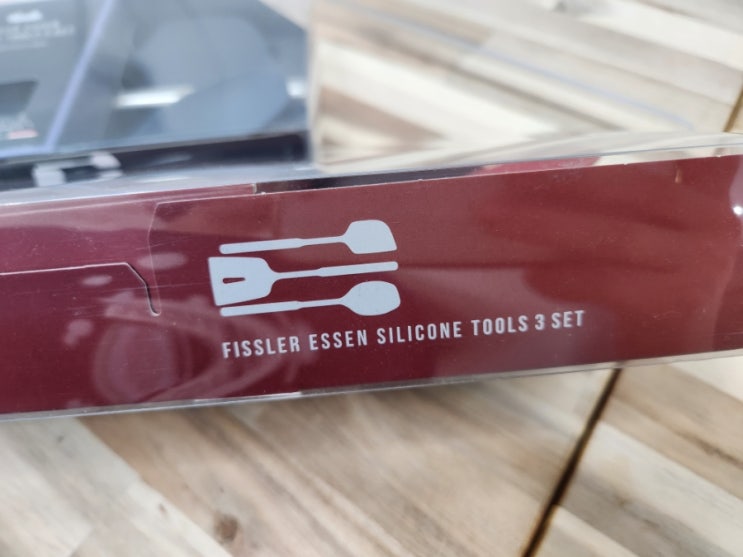 FISSLER ESSEN SILICONE TOOLS 3 SET